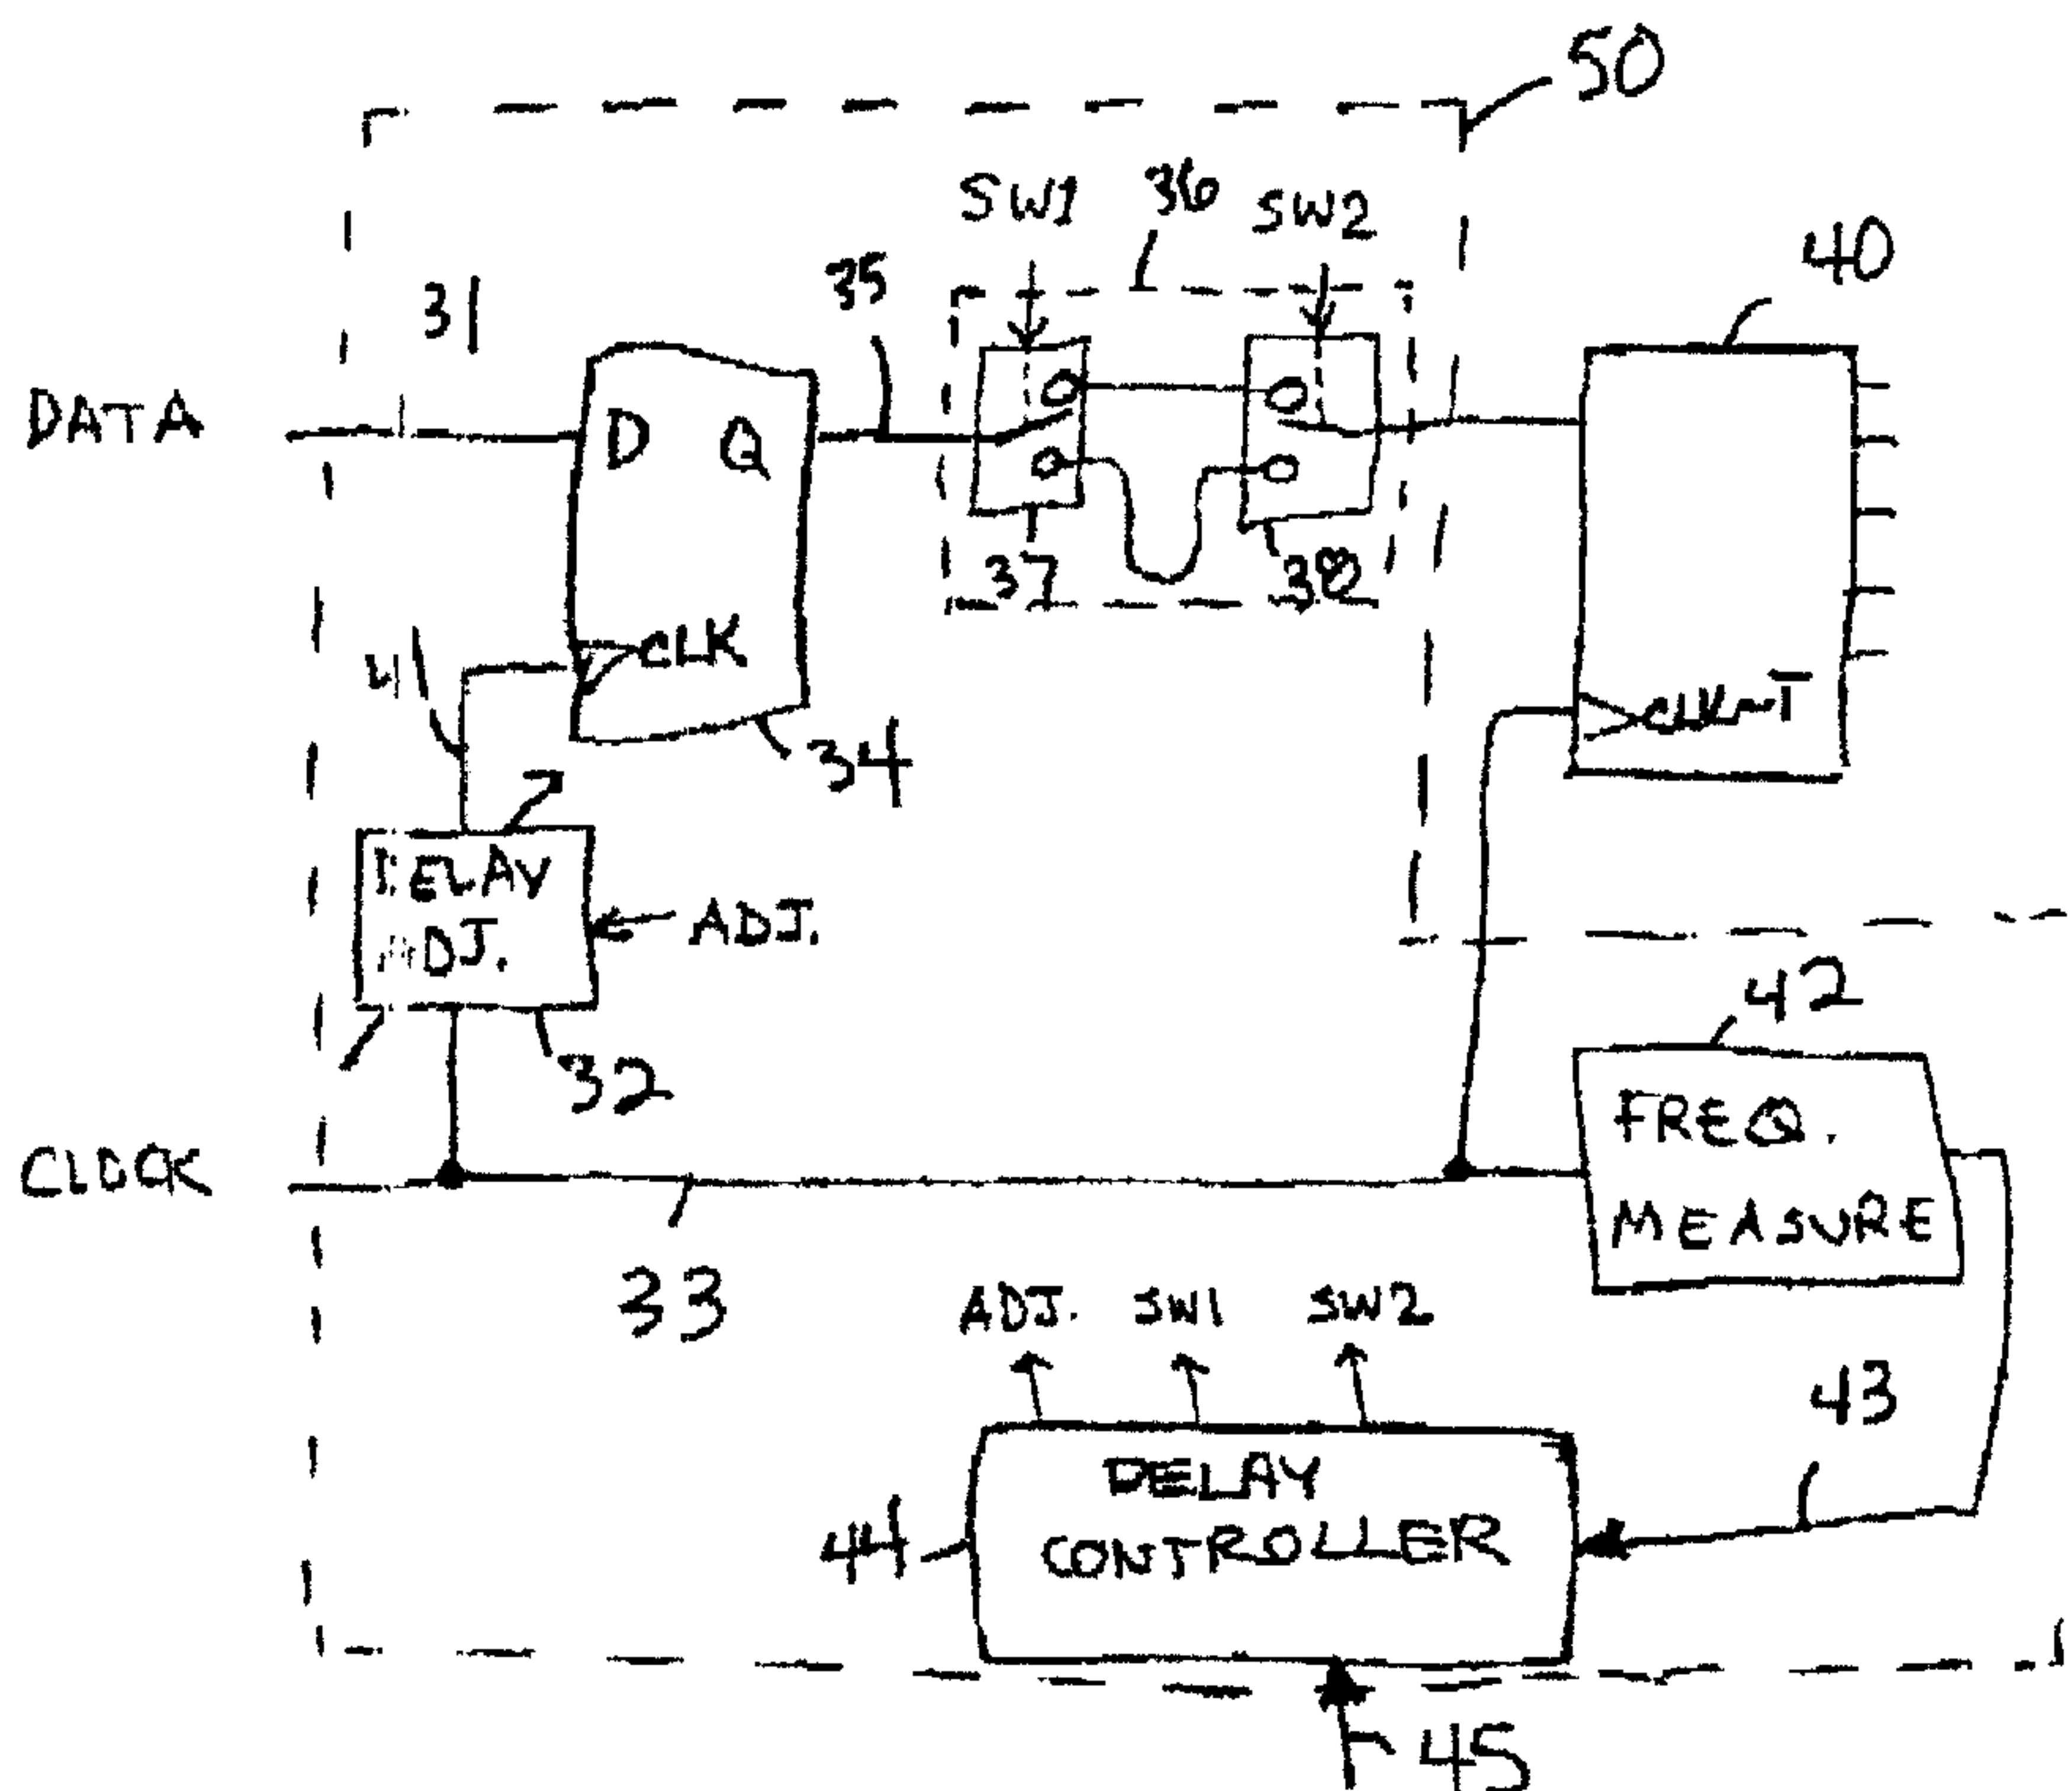 50
SW1
36
SW2
40
35
31
DATA
D Q
37
38
CLK
41
34
DELAY
ADJ.
ADJ.
42
32
FREQ.
MEASURE
CLOCK
33
ADJ. SW1 SW2
43
DELAY
CONTROLLER
44
45